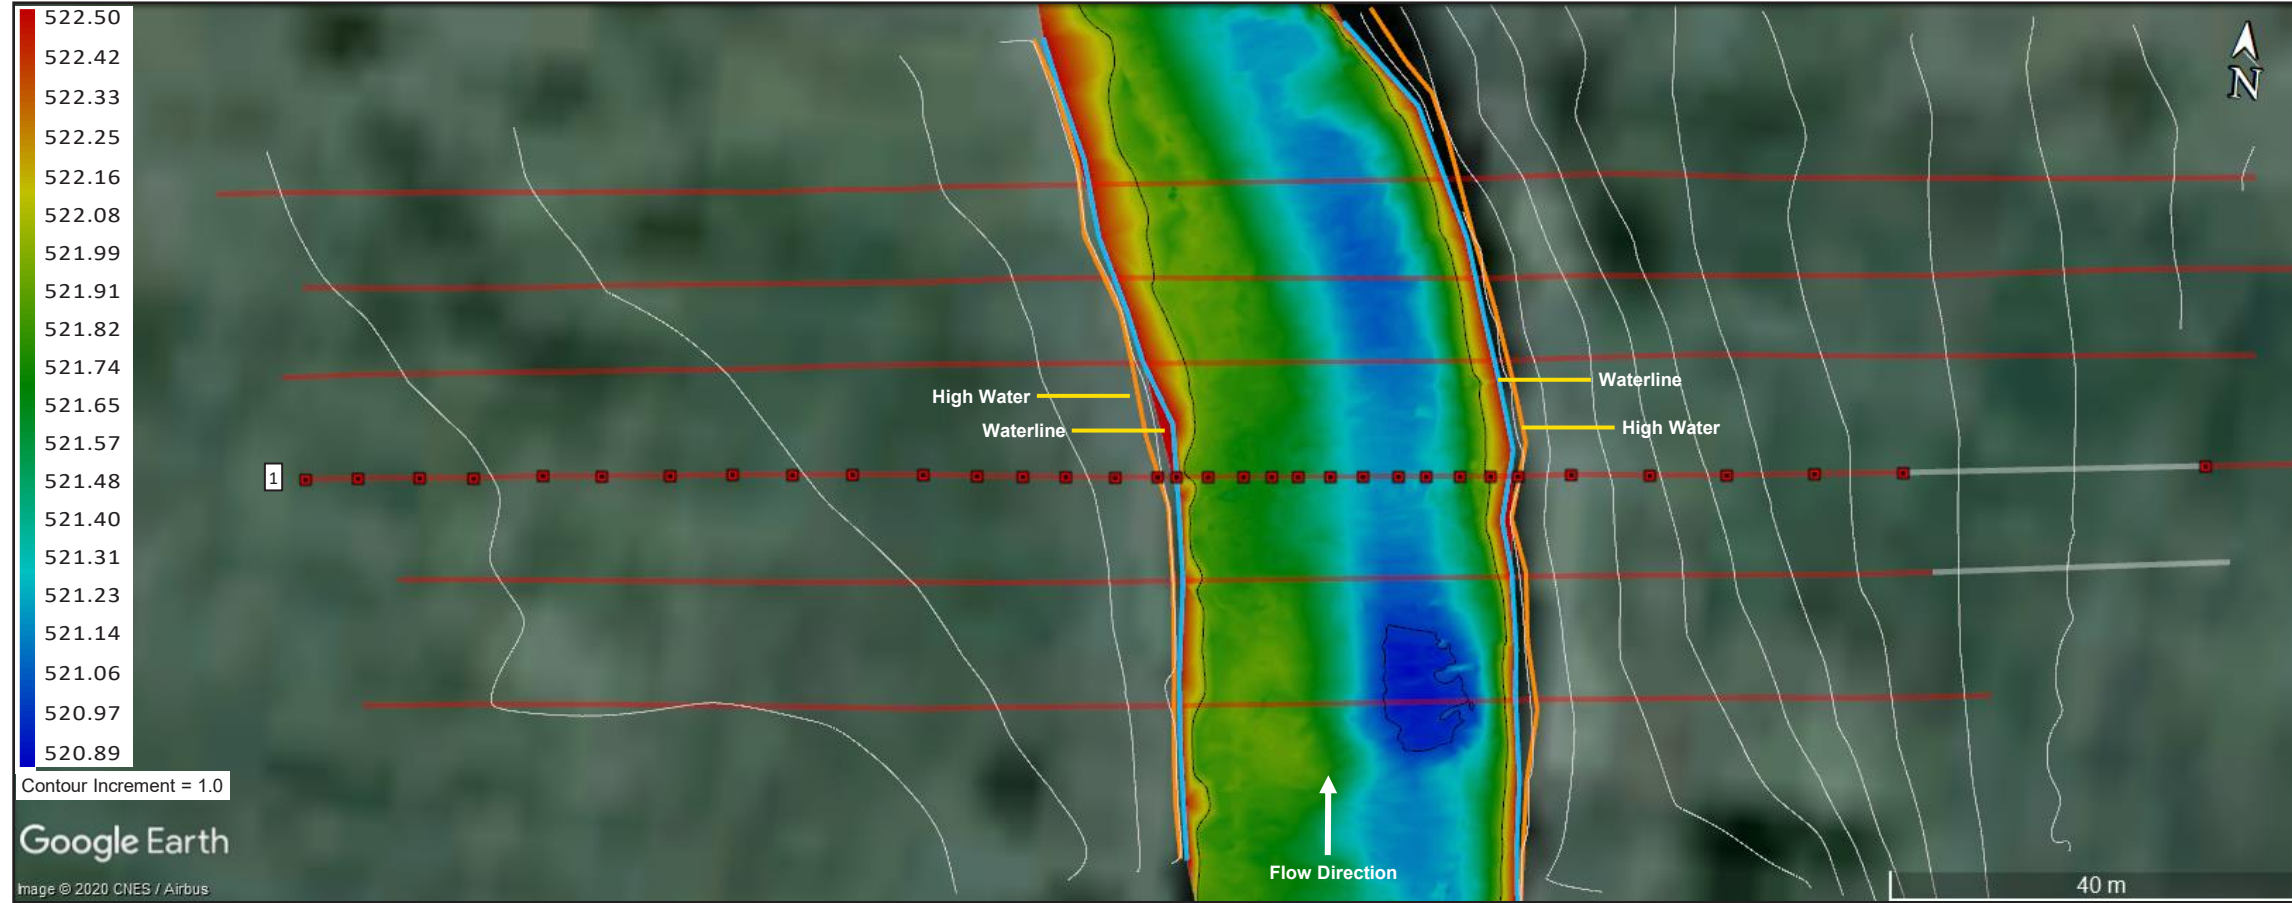 522.50
522.42
522.33
522.25
522.16
522.08
521.99
521.91
521.82
521.74
521.65
521.57
521.48
521.40
521.31
521.23
521.14
521.06
520.97
520.89
Contour Increment = 1.0
N
High Water
Waterline
Waterline
High Water
1
Flow Direction
Google Earth
Image © 2020 CNES / Airbus
40 m